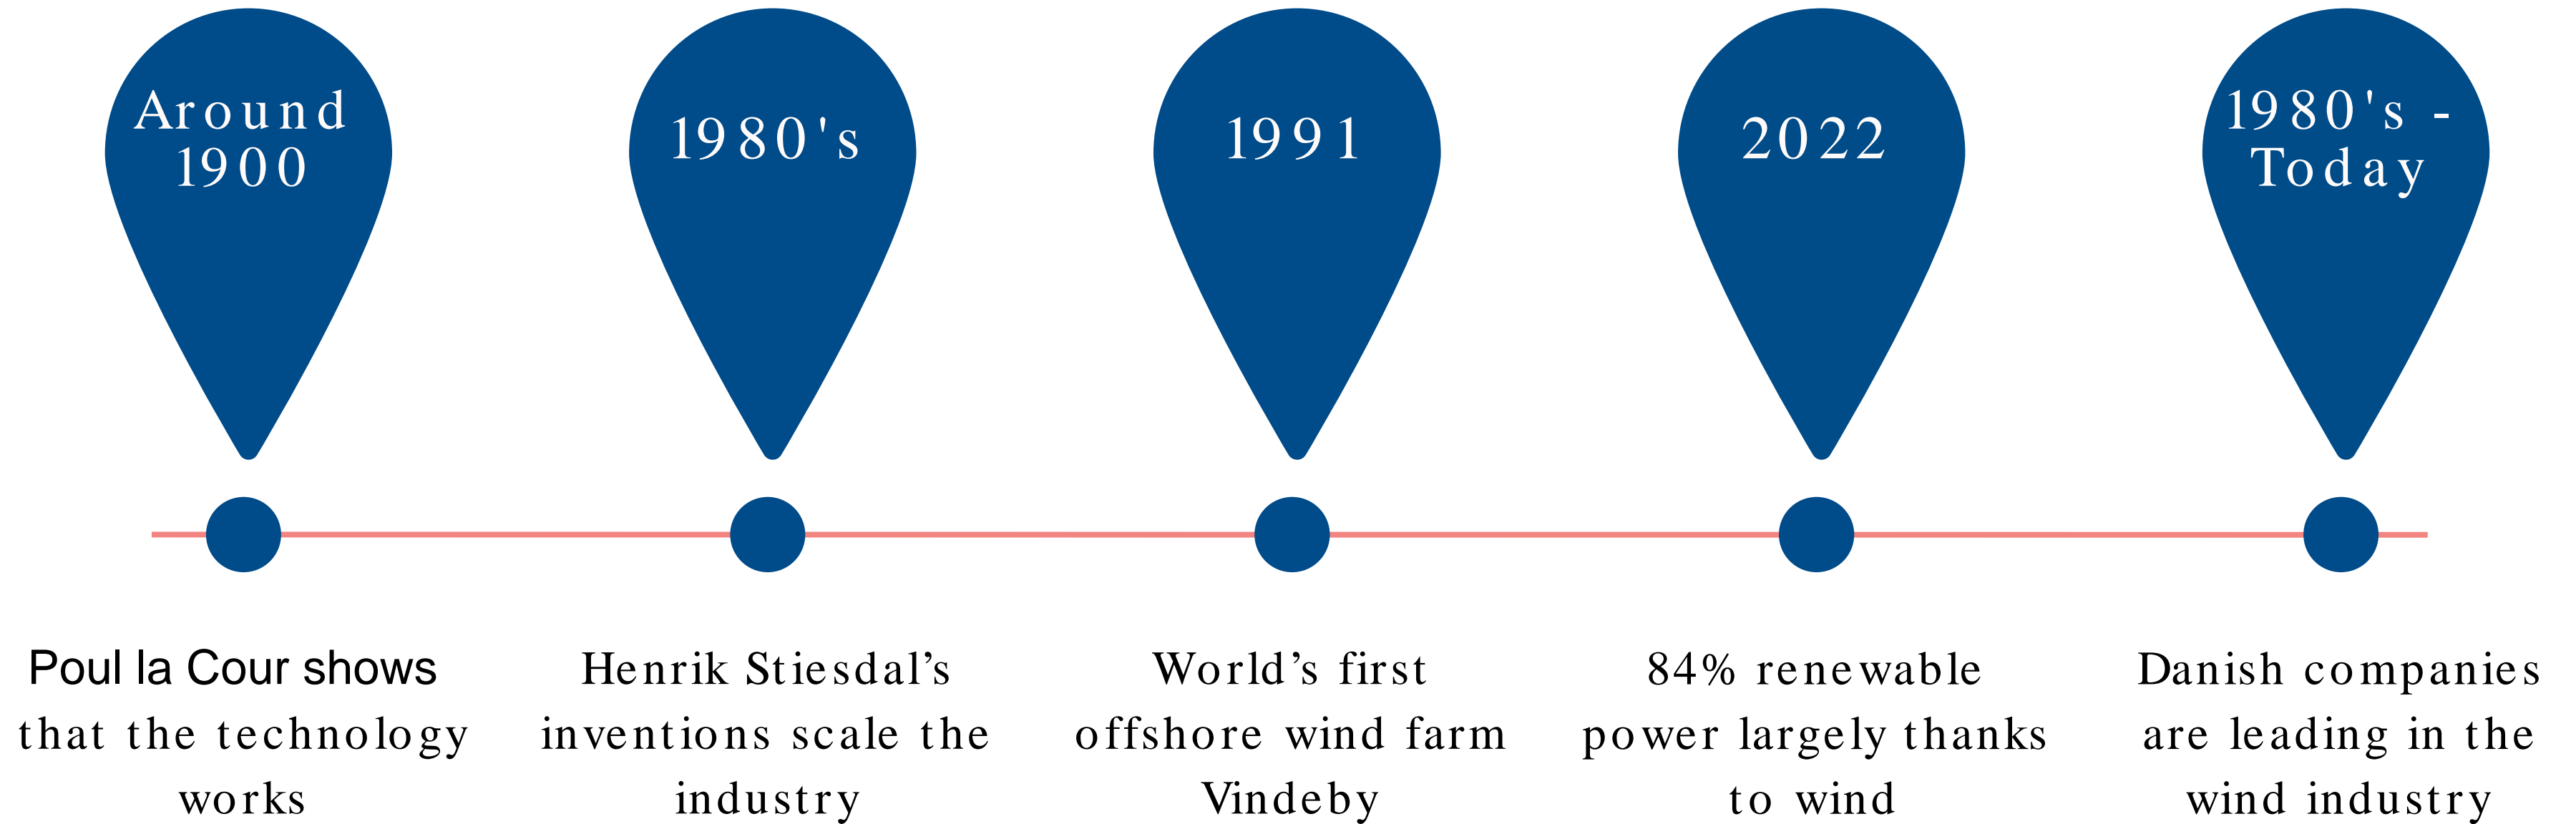 Around
1900
1980's
1991
2022
1980's -
Today
Poul la Cour shows
that the technology
works
Henrik Stiesdal’s
inventions scale the
industry
World’s first
offshore wind farm
Vindeby
84% renewable
power largely thanks
to wind
Danish companies
are leading in the
wind industry